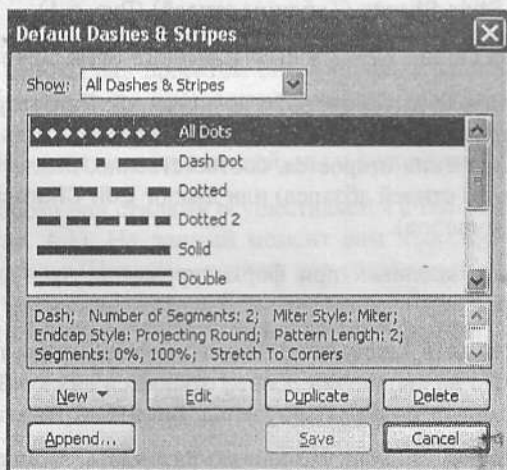 Default Dashes & Stripes
Show: All Dashes & Stripes
All Dots
Dash Dot
Dotted
Dotted 2
Solid
Double
Dash; Number of Segments: 2; Miter Style: Miter;
Endcap Style: Projecting Round; Pattern Length: 2;
Segments: 0%, 100%; Stretch To Corners
New Edit Duplicate Delete
Append... Save Cancel